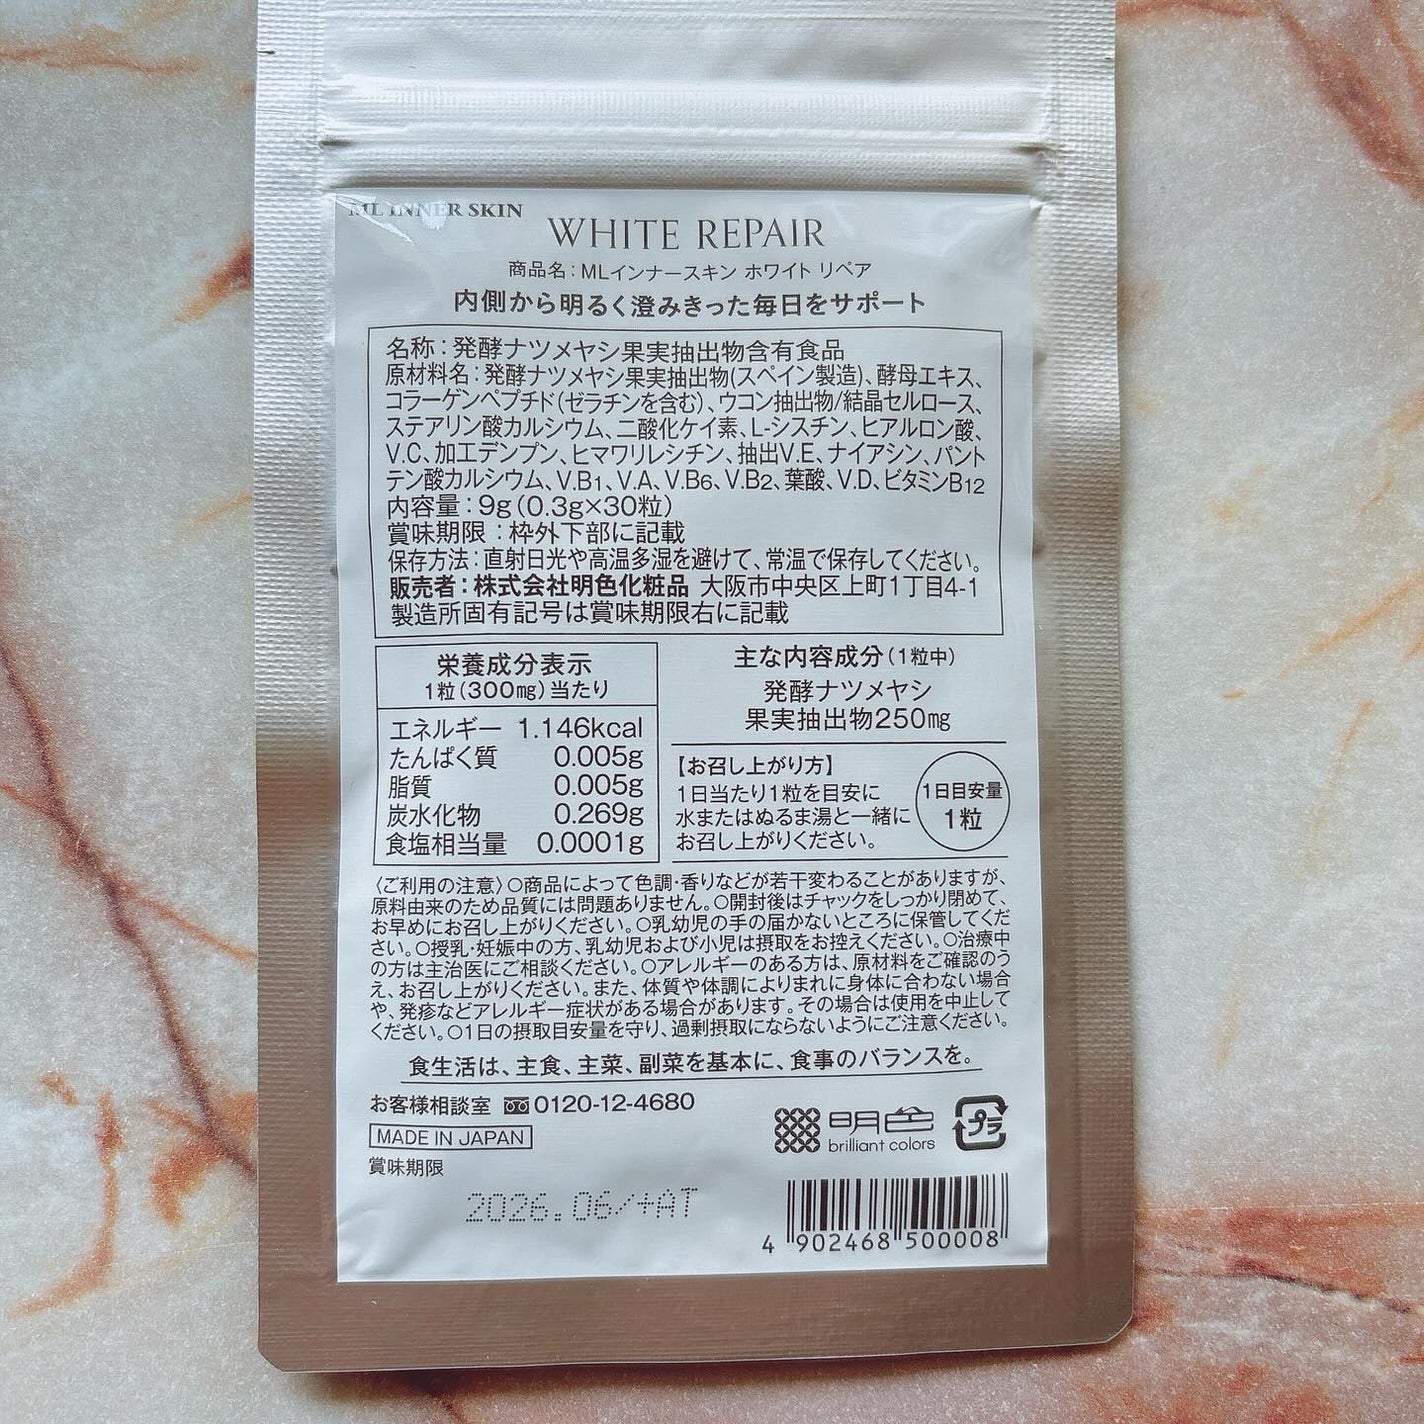 ML INNER SKIN
WHITE REPAIR
商品名：MLインナースキン ホワイト リペア
内側から明るく澄みきった毎日をサポート
名称：発酵ナツメヤシ果実抽出物含有食品
原材料名：発酵ナツメヤシ果実抽出物(スペイン製造)、酵母エキス、
コラーゲンペプチド(ゼラチンを含む)、ウコン抽出物/結晶セルロース、
ステアリン酸カルシウム、二酸化ケイ素、L-シスチン、ヒアルロン酸、
V.C、加工デンプン、ヒマワリレシチン、抽出V.E、ナイアシン、パント
テン酸カルシウム、V.B1、V.A、V.B6、V.B2、葉酸、V.D、ビタミンB12
内容量：9g(0.3g×30粒)
賞味期限：枠外下部に記載
保存方法：直射日光や高温多湿を避けて、常温で保存してください。
販売者：株式会社明色化粧品 大阪市中央区上町1丁目4-1
製造所固有記号は賞味期限右に記載
栄養成分表示
1粒(300㎎)当たり
エネルギー 1.146kcal
たんぱく質 0.005g
脂質 0.005g
炭水化物 0.269g
食塩相当量 0.0001g
主な内容成分(1粒中)
発酵ナツメヤシ
果実抽出物250㎎
【お召し上がり方】
1日当たり1粒を目安に
水またはぬるま湯と一緒に
お召し上がりください。
1日目安量
1粒
〈ご利用の注意〉○商品によって色調・香りなどが若干変わることがありますが、
原料由来のため品質には問題ありません。○開封後はチャックをしっかり閉めて、
お早めにお召し上がりください。○乳幼児の手の届かないところに保管してくだ
さい。○授乳・妊娠中の方、乳幼児および小児は摂取をお控えください。○治療中
の方は主治医にご相談ください。○アレルギーのある方は、原材料をご確認のう
え、お召し上がりください。また、体質や体調によりまれに身体に合わない場合
や、発疹などアレルギー症状がある場合があります。その場合は使用を中止して
ください。○1日の摂取目安量を守り、過剰摂取にならないようにご注意ください。
食生活は、主食、主菜、副菜を基本に、食事のバランスを。
お客様相談室 0120-12-4680
MADE IN JAPAN
明色
brilliant colors
プラ
賞味期限
2026.06/+AT
4 902468 500008